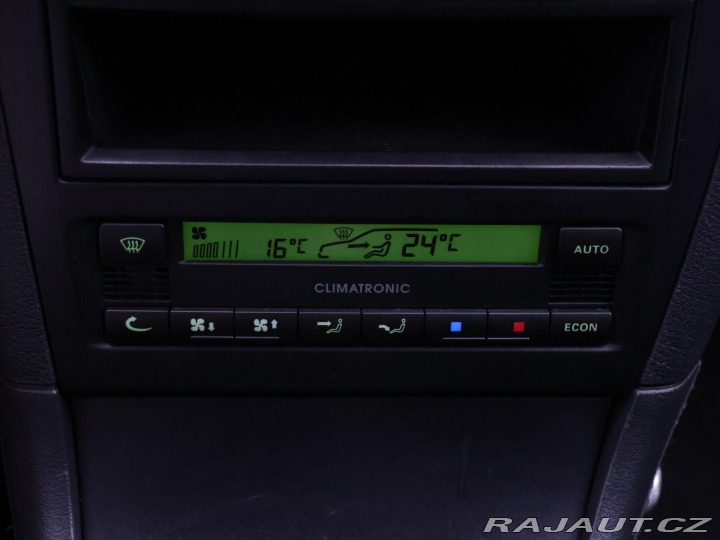 16°C 24°C
AUTO
CLIMATRONIC
ECON
RAJAUT.CZ